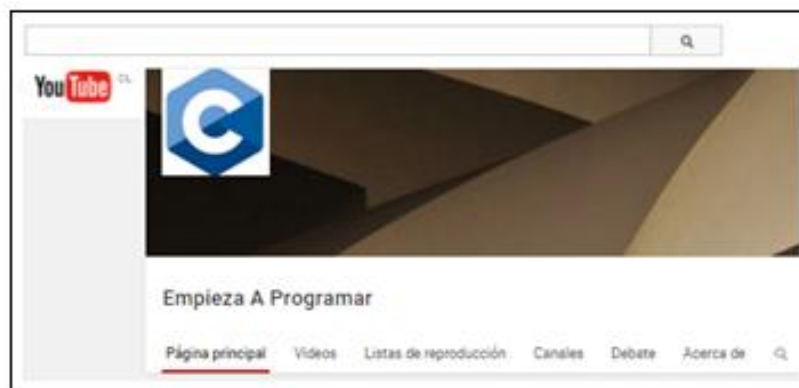 YouTube CL
C
Empieza A Programar
Página principal Videos Listas de reproducción Canales Debate Acerca de